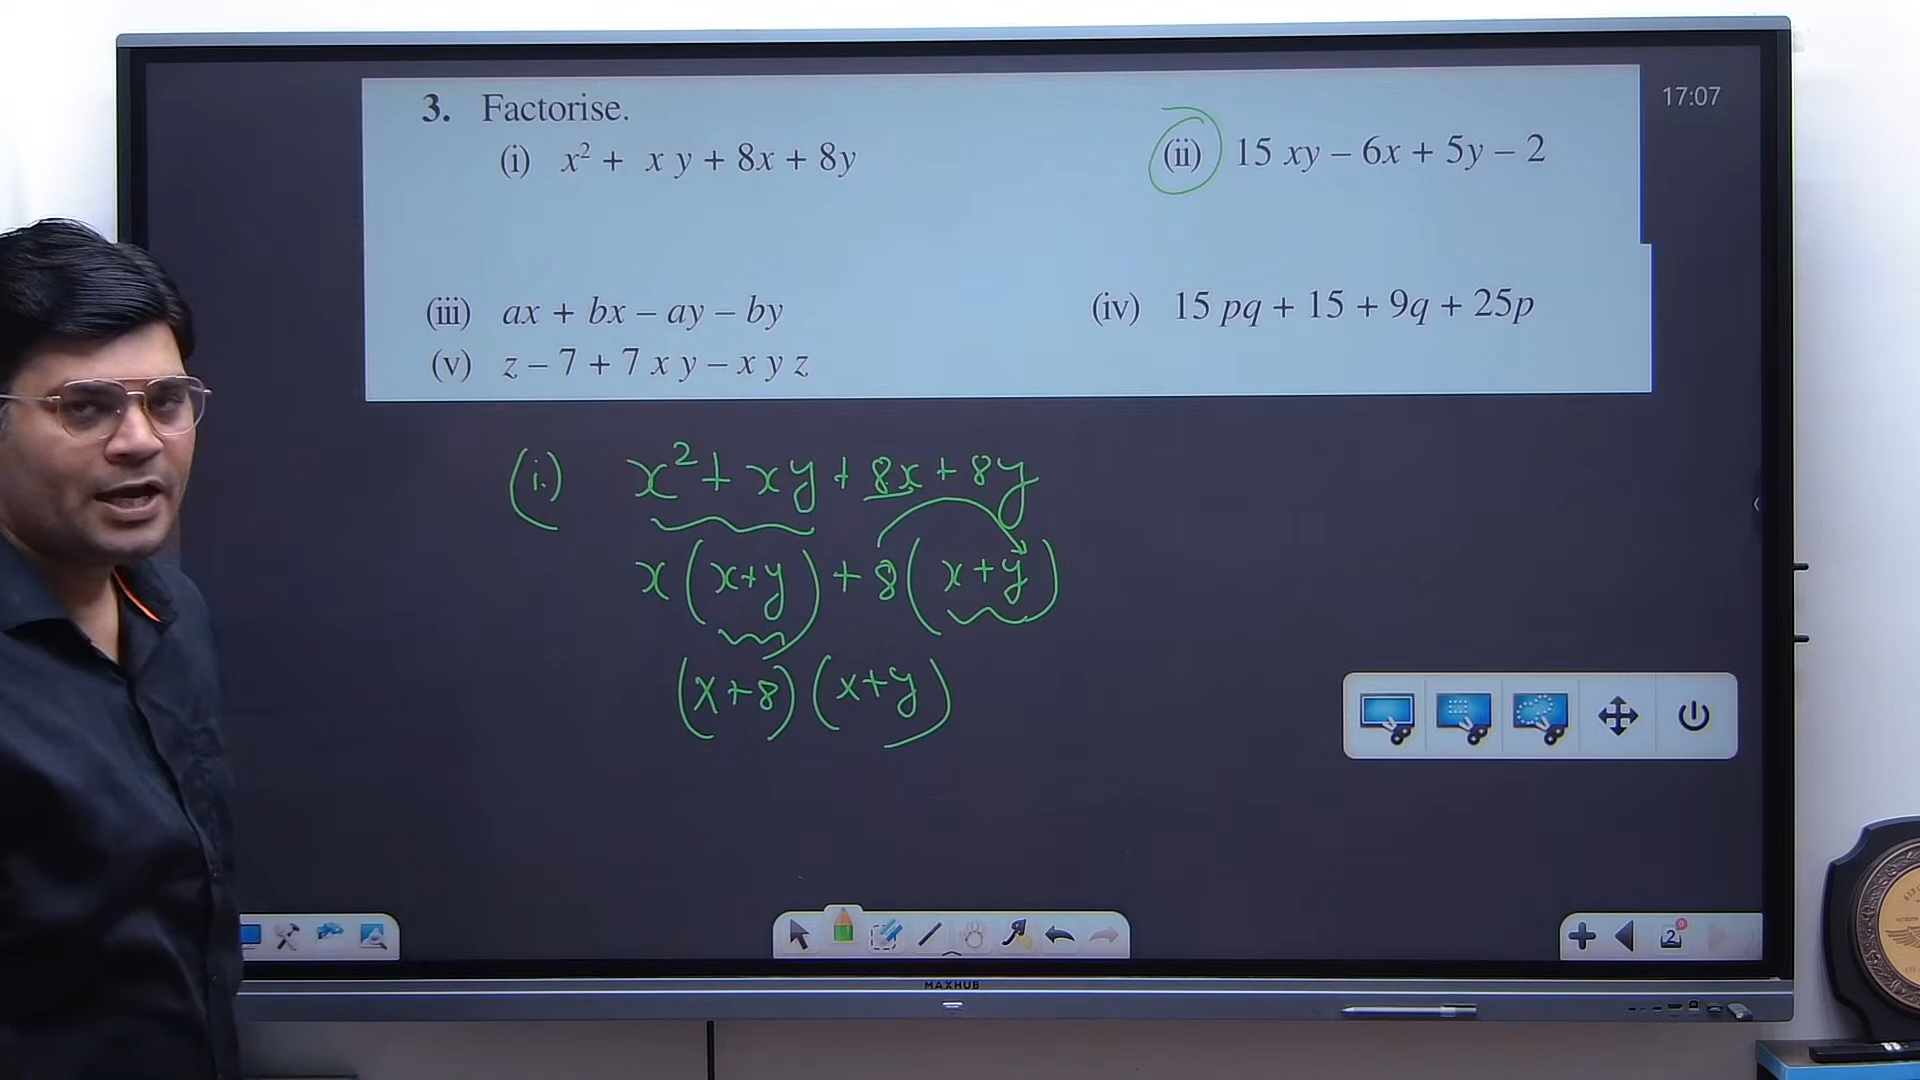 17:07
3. Factorise.
(i) x² + x y + 8x + 8y
(ii) 15 xy – 6x + 5y – 2
(iii) ax + bx – ay – by
(iv) 15 pq + 15 + 9q + 25p
(v) z – 7 + 7 x y – x y z
(i.) x² + xy + 8x + 8y
x(x+y) + 8(x+y)
(x+8)(x+y)
2
MAXHUB